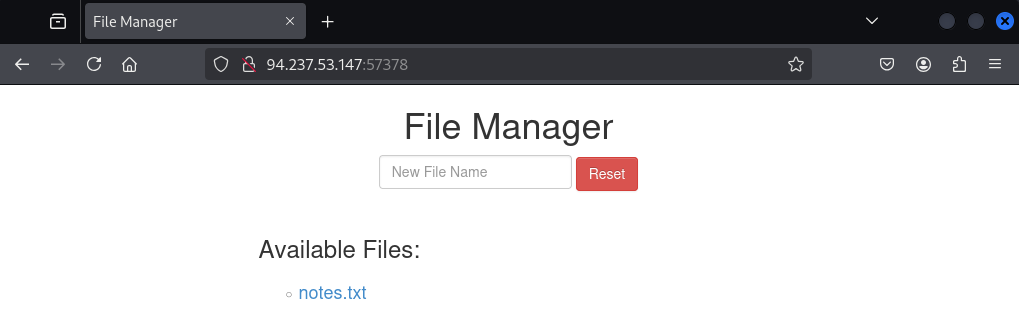 File Manager
94.237.53.147:57378
File Manager
New File Name
Reset
Available Files:
notes.txt